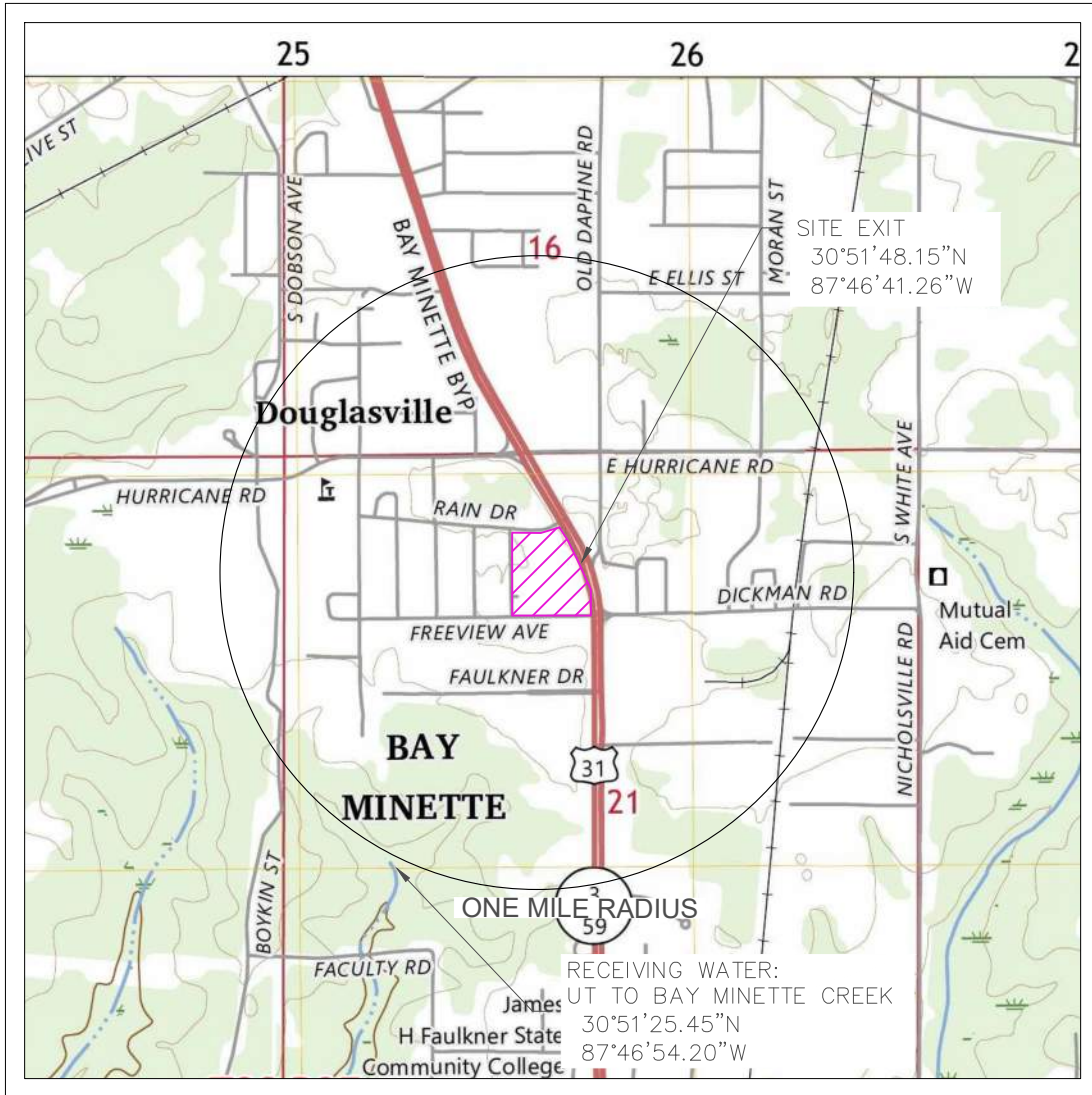 25
26
2
LIVE ST
S DOBSON AVE
BAY MINETTE BYP
16
OLD DAPHNE RD
MORAN ST
SITE EXIT
30°51'48.15"N
87°46'41.26"W
E ELLIS ST
Douglasville
HURRICANE RD
E HURRICANE RD
S WHITE AVE
RAIN DR
DICKMAN RD
Mutual
Aid Cem
FREEVIEW AVE
FAULKNER DR
NICHOLSVILLE RD
BAY
MINETTE
31
21
BOYKIN ST
3
59
ONE MILE RADIUS
FACULTY RD
RECEIVING WATER:
UT TO BAY MINETTE CREEK
30°51'25.45"N
87°46'54.20"W
James
H Faulkner State
Community College